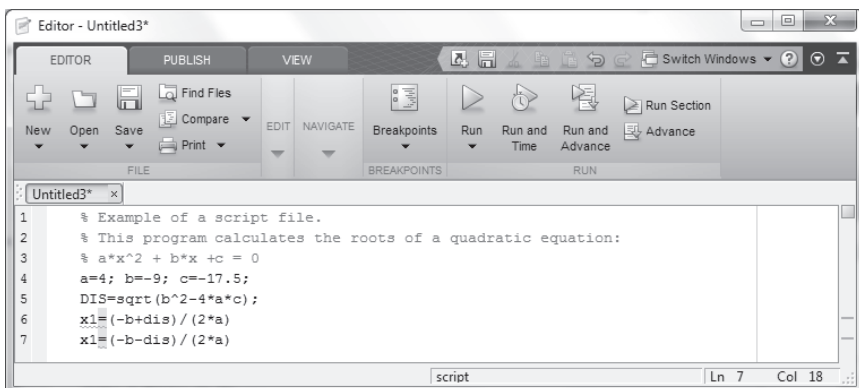 Editor - Untitled3*
EDITOR PUBLISH VIEW Switch Windows
New Open Save
Find Fles
Compare
Print
FILE
EDIT NAVIGATE
Breakpoints
BREAKPOINTS
Run Run and Time Run and Advance
Run Section
Advance
RUN
Untitled3*
1 % Example of a script file.
2 % This program calculates the roots of a quadratic equation:
3 % a*x^2 + b*x +c = 0
4 a=4; b=-9; c=-17.5;
5 DIS=sqrt(b^2-4*a*c);
6 x1=(-b+dis)/(2*a)
7 x1=(-b-dis)/(2*a)
script Ln 7 Col 18